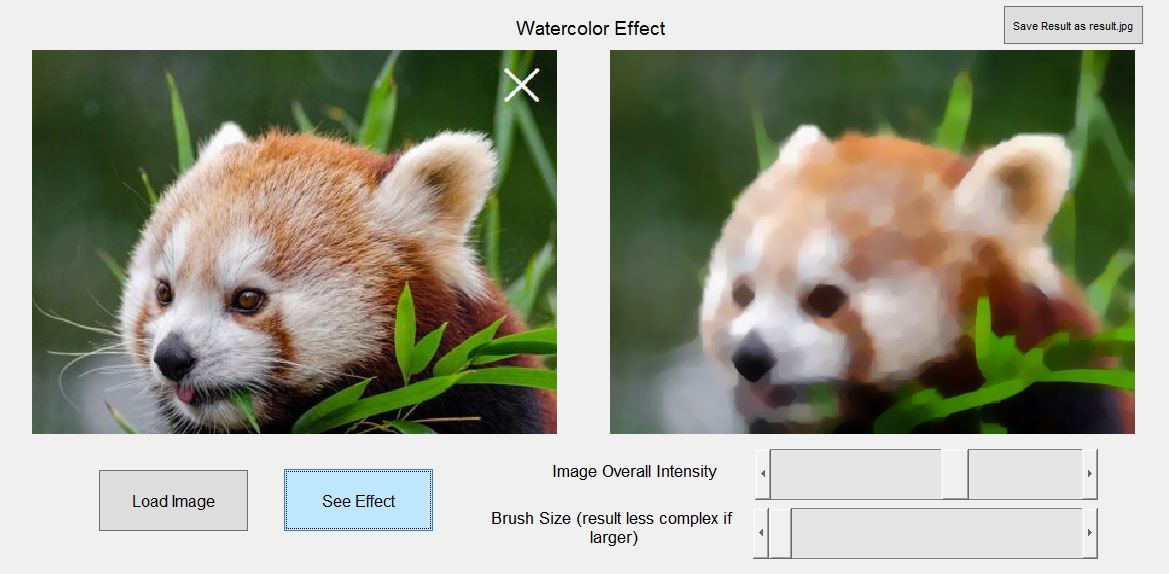 Watercolor Effect
Save Result as result.jpg
Load Image
See Effect
Image Overall Intensity
Brush Size (result less complex if
larger)